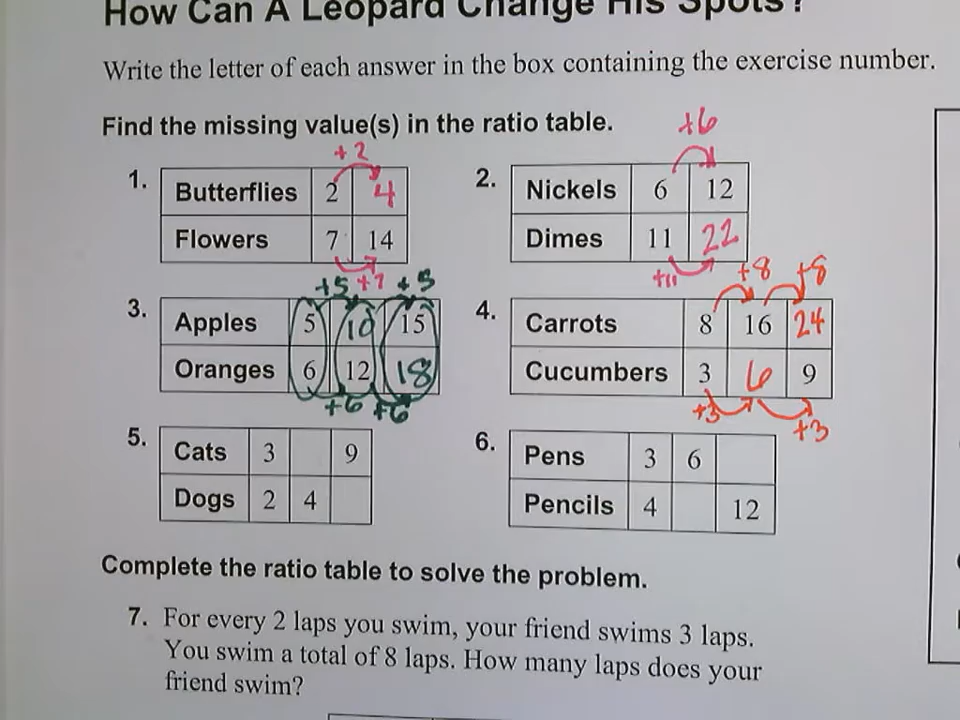 How Can A Leopard Change His Spots?
Write the letter of each answer in the box containing the exercise number.
Find the missing value(s) in the ratio table.
+2
1. Butterflies 2 4
Flowers 7 14
+7
+6
2. Nickels 6 12
Dimes 11 22
+11
+5 +5
3. Apples 5 10 15
Oranges 6 12 18
+6 +6
+8 +8
4. Carrots 8 16 24
Cucumbers 3 6 9
+3 +3
5. Cats 3 9
Dogs 2 4
6. Pens 3 6
Pencils 4 12
Complete the ratio table to solve the problem.
7. For every 2 laps you swim, your friend swims 3 laps.
You swim a total of 8 laps. How many laps does your
friend swim?